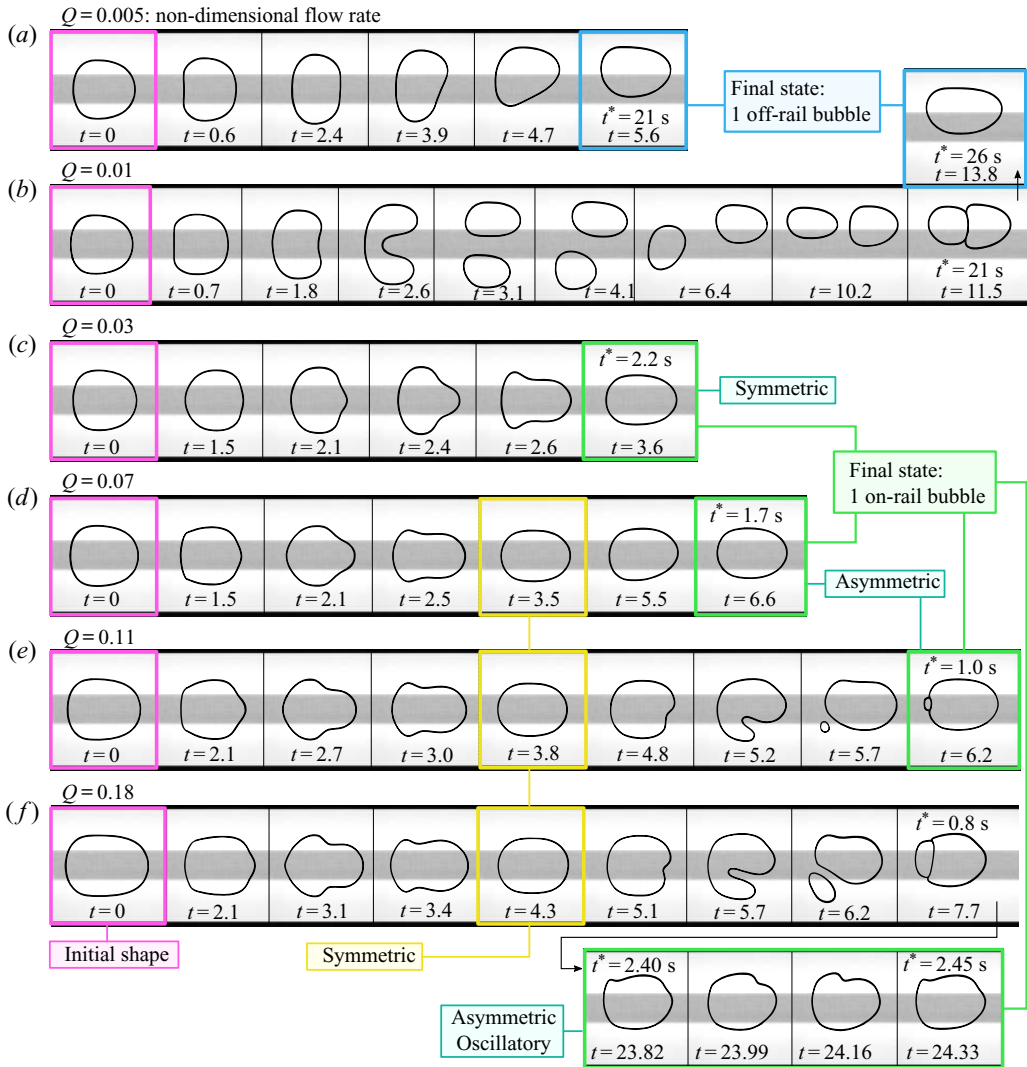 Q = 0.005: non-dimensional flow rate
(a)
t = 0
t = 0.6
t = 2.4
t = 3.9
t = 4.7
t* = 21 s
t = 5.6
Final state:
1 off-rail bubble
t* = 26 s
t = 13.8
Q = 0.01
(b)
t = 0
t = 0.7
t = 1.8
t = 2.6
t = 3.1
t = 4.1
t = 6.4
t = 10.2
t* = 21 s
t = 11.5
Q = 0.03
(c)
t = 0
t = 1.5
t = 2.1
t = 2.4
t = 2.6
t* = 2.2 s
t = 3.6
Symmetric
Final state:
1 on-rail bubble
Q = 0.07
(d)
t = 0
t = 1.5
t = 2.1
t = 2.5
t = 3.5
t = 5.5
t* = 1.7 s
t = 6.6
Asymmetric
Q = 0.11
(e)
t = 0
t = 2.1
t = 2.7
t = 3.0
t = 3.8
t = 4.8
t = 5.2
t = 5.7
t* = 1.0 s
t = 6.2
Q = 0.18
(f)
t = 0
t = 2.1
t = 3.1
t = 3.4
t = 4.3
t = 5.1
t = 5.7
t = 6.2
t* = 0.8 s
t = 7.7
Initial shape
Symmetric
Asymmetric
Oscillatory
t* = 2.40 s
t = 23.82
t = 23.99
t = 24.16
t* = 2.45 s
t = 24.33